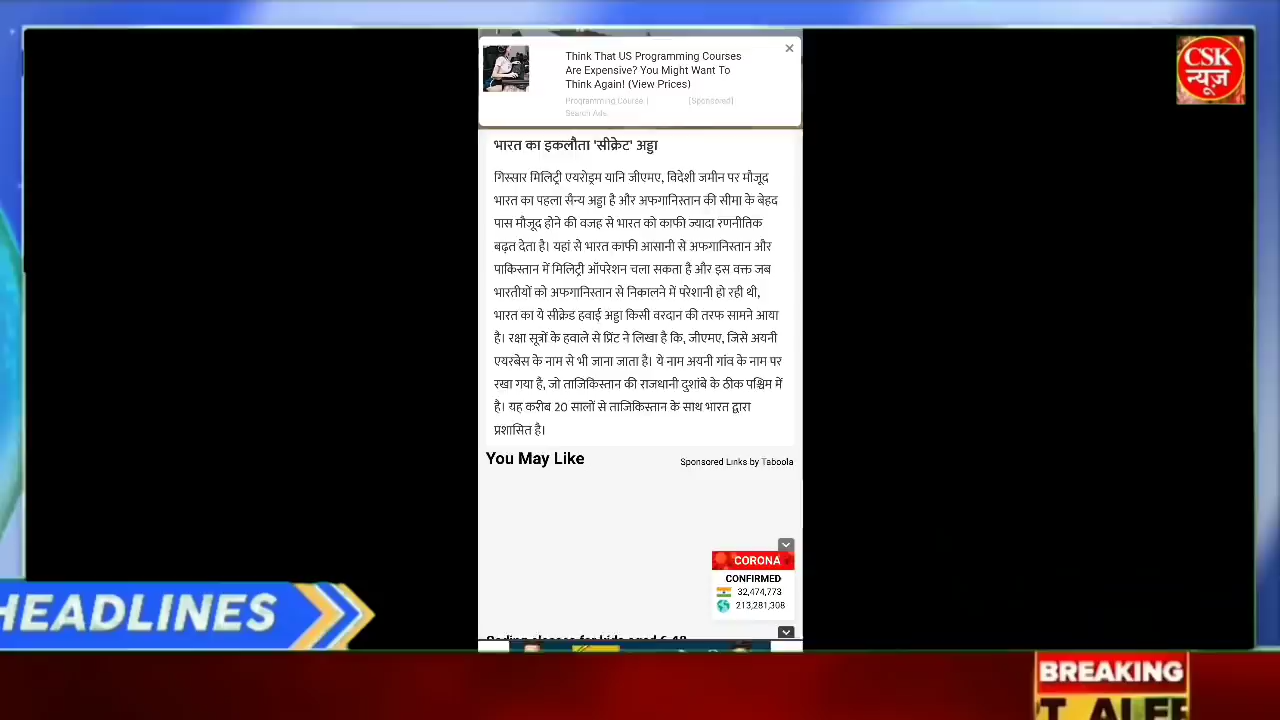 Think That US Programming Courses
Are Expensive? You Might Want To
Think Again! (View Prices)
Programming Course |
[Sponsored]
Search Ads
CSK
न्यूज़
भारत का इकलौता 'सीक्रेट' अड्डा
गिस्सार मिलिट्री एयरोड्रम यानि जीएमए, विदेशी जमीन पर मौजूद
भारत का पहला सैन्य अड्डा है और अफगानिस्तान की सीमा के बेहद
पास मौजूद होने की वजह से भारत को काफी ज्यादा रणनीतिक
बढ़त देता है। यहां से भारत काफी आसानी से अफगानिस्तान और
पाकिस्तान में मिलिट्री ऑपरेशन चला सकता है और इस वक्त जब
भारतीयों को अफगानिस्तान से निकालने में परेशानी हो रही थी,
भारत का ये सीक्रेड हवाई अड्डा किसी वरदान की तरफ सामने आया
है। रक्षा सूत्रों के हवाले से प्रिंट ने लिखा है कि, जीएमए, जिसे अयनी
एयरबेस के नाम से भी जाना जाता है। ये नाम अयनी गांव के नाम पर
रखा गया है, जो ताजिकिस्तान की राजधानी दुशांबे के ठीक पश्चिम में
है। यह करीब 20 सालों से ताजिकिस्तान के साथ भारत द्वारा
प्रशासित है।
You May Like
Sponsored Links by Taboola
CORONA
CONFIRMED
32,474,773
213,281,308
HEADLINES
BREAKING